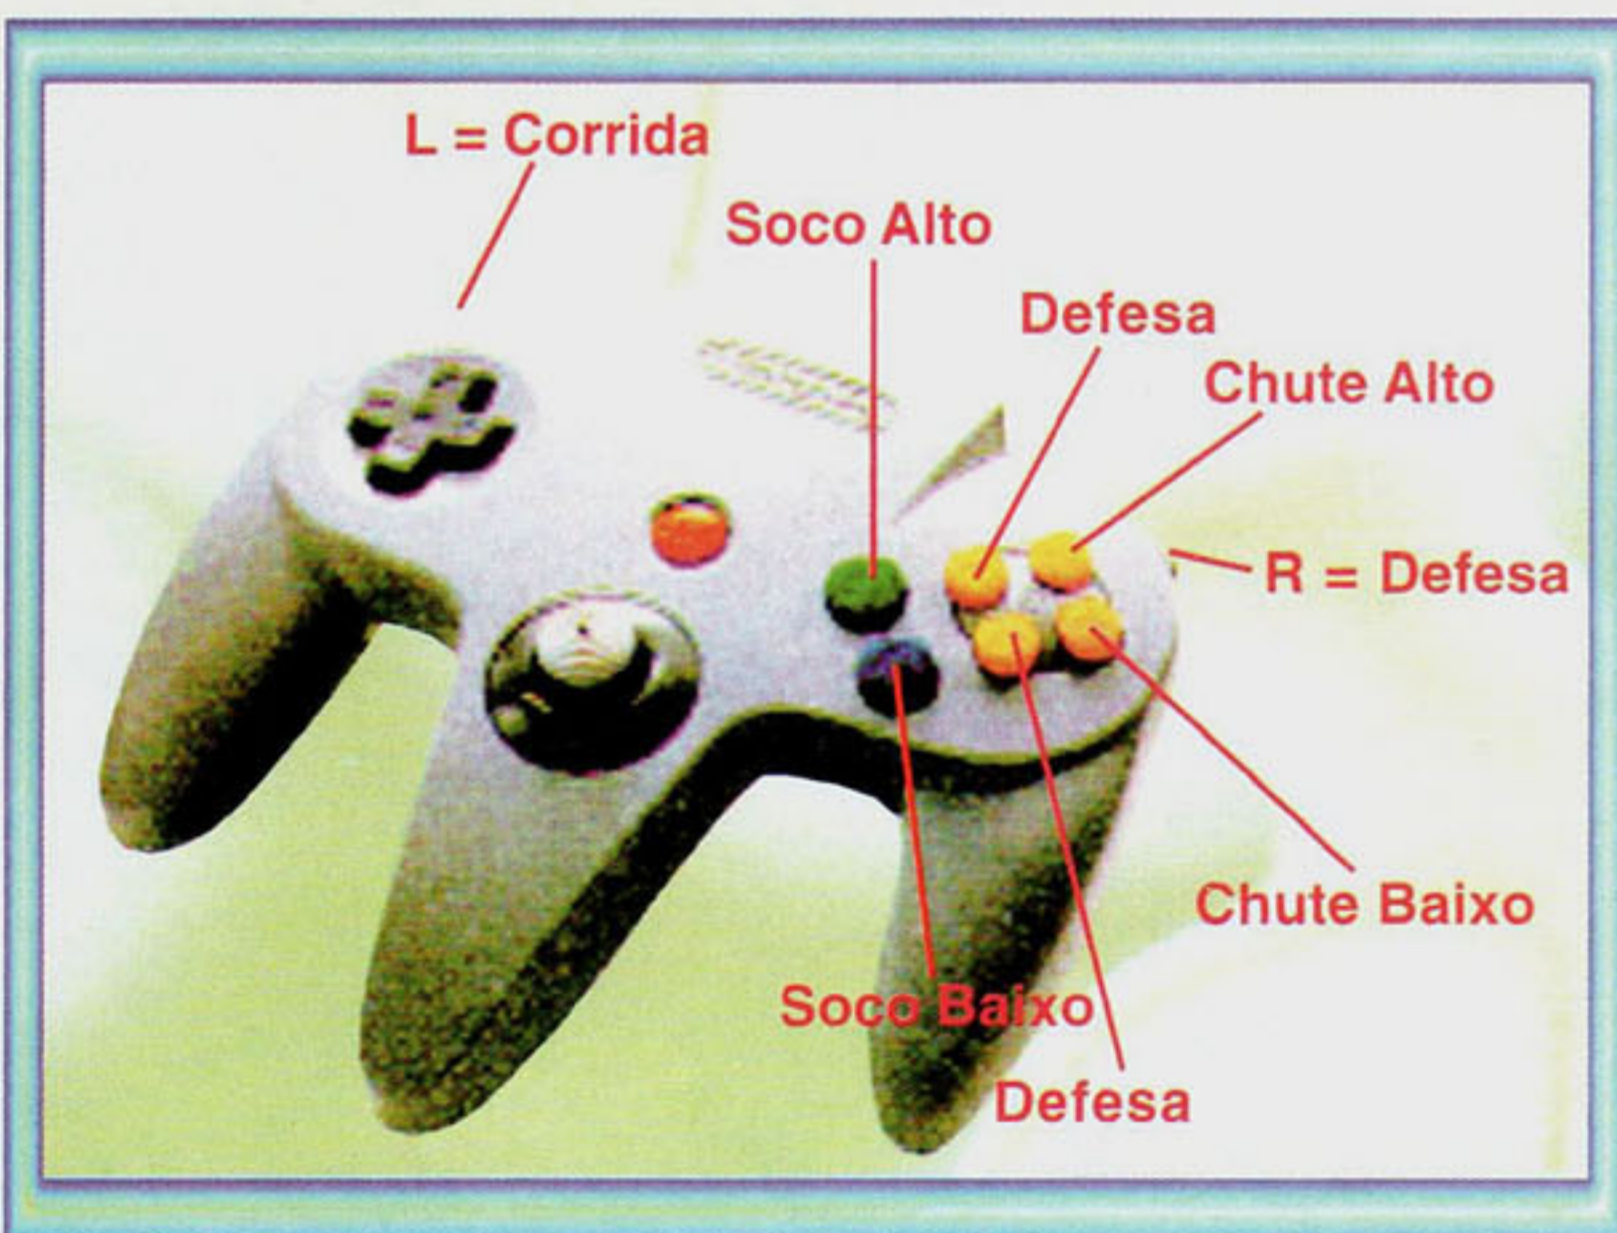 L = Corrida
Soco Alto
Defesa
Chute Alto
R = Defesa
Chute Baixo
Soco Baixo
Defesa